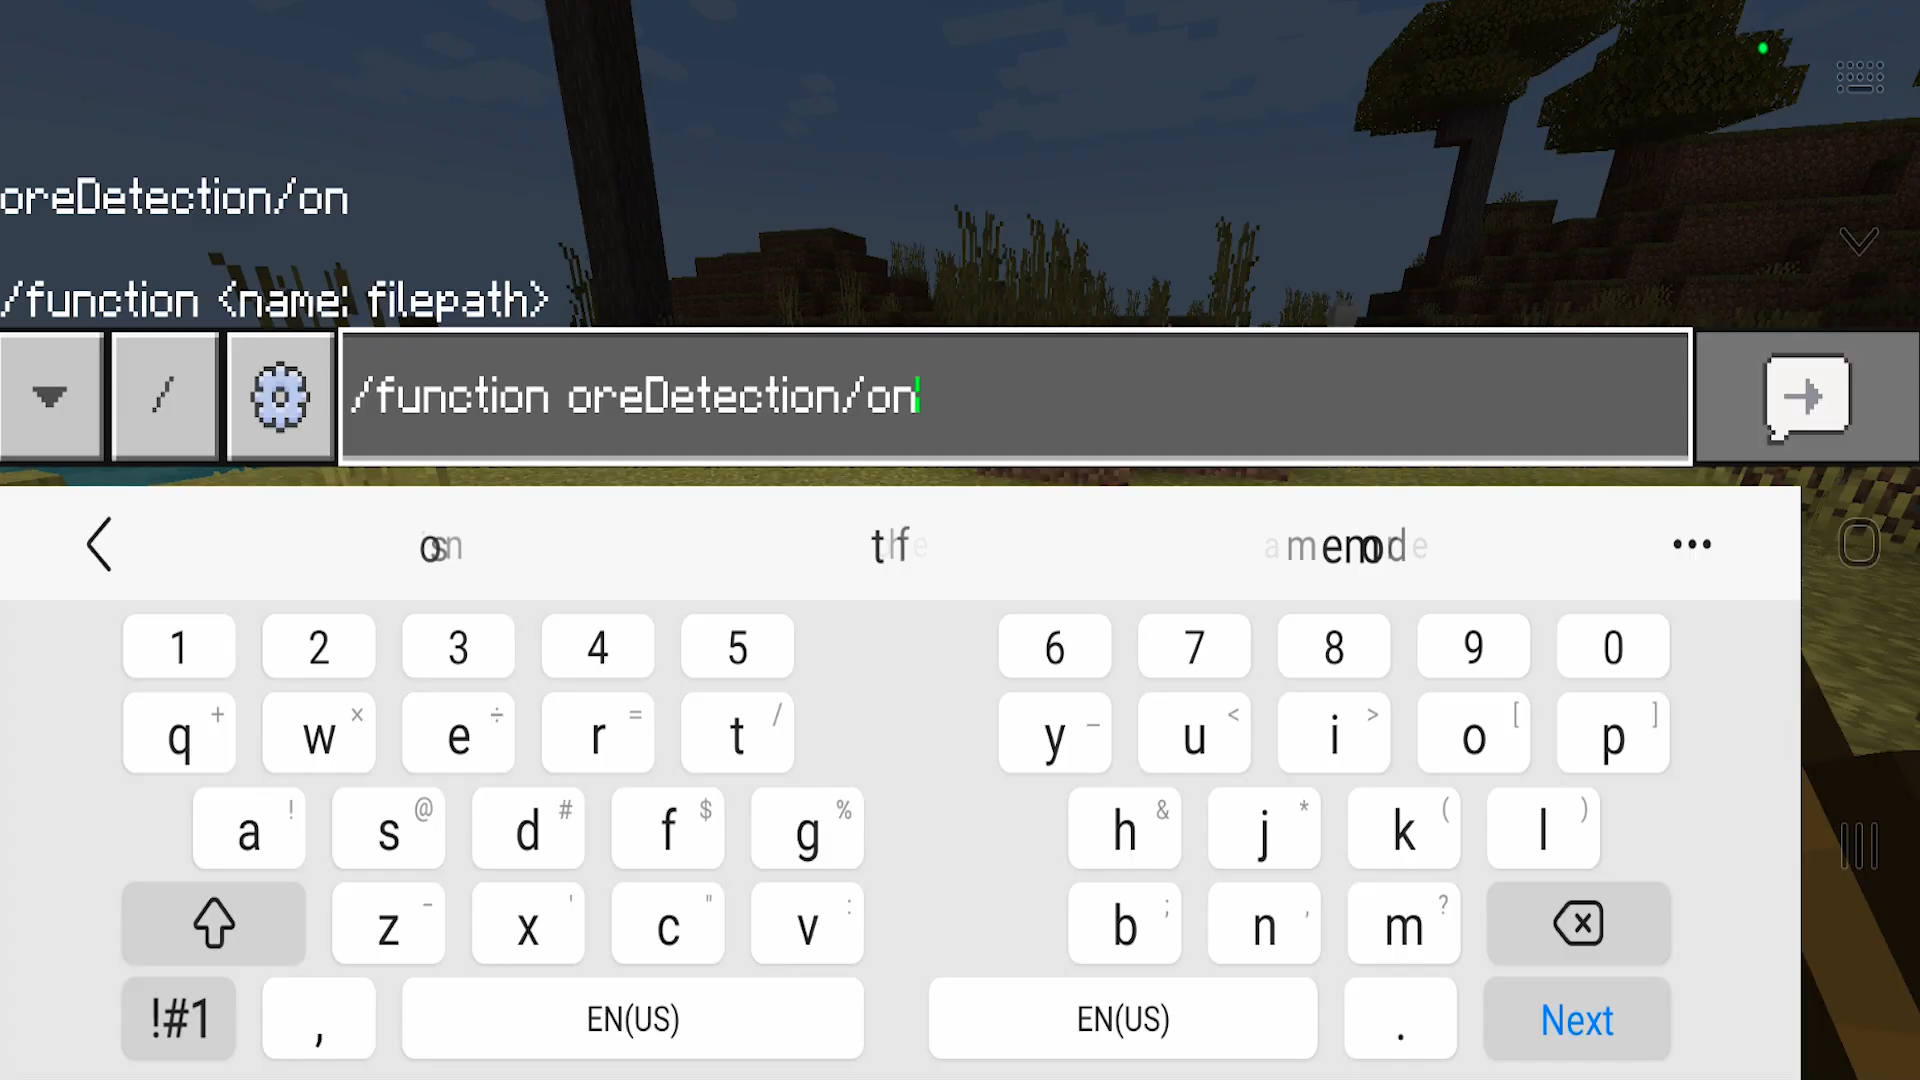 oreDetection/on
/function <name: filepath>
/ /function oreDetection/on
1 2 3 4 5 6 7 8 9 0
q + w × e ÷ r = t / y _ u < i > o [ p ]
a ! s @ d # f $ g % h & j * k ( l )
z - x ' c " v : b ; n , m ?
!#1 , EN(US) EN(US) . Next